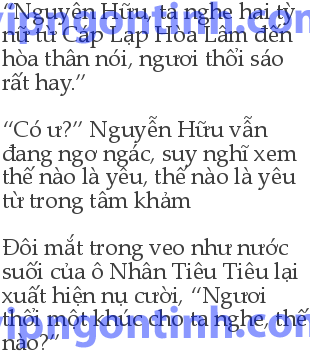 “Nguyên Hữu, ta nghe hai tỳ
nữ từ Cáp Lạp Hòa Lâm đến
hòa thân nói, ngươi thổi sáo
rất hay.”
“Có ư?” Nguyễn Hữu vẫn
đang ngơ ngác, suy nghĩ xem
thế nào là yêu, thế nào là yêu
từ trong tâm khảm
Đôi mắt trong veo như nước
suối của ô Nhân Tiêu Tiêu lại
xuất hiện nụ cười, “Ngươi
thổi một khúc cho ta nghe, thế
nào?”